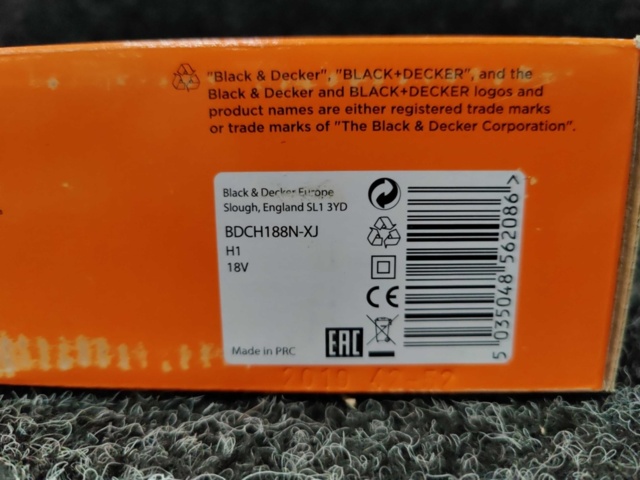 "Black & Decker", "BLACK+DECKER", and the
Black & Decker and BLACK+DECKER logos and
product names are either registered trade marks
or trade marks of "The Black & Decker Corporation".
Black & Decker Europe
Slough, England SL1 3YD
BDCH188N-XJ
H1
18V
CE
Made in PRC
EAC
5 035048 562086 >